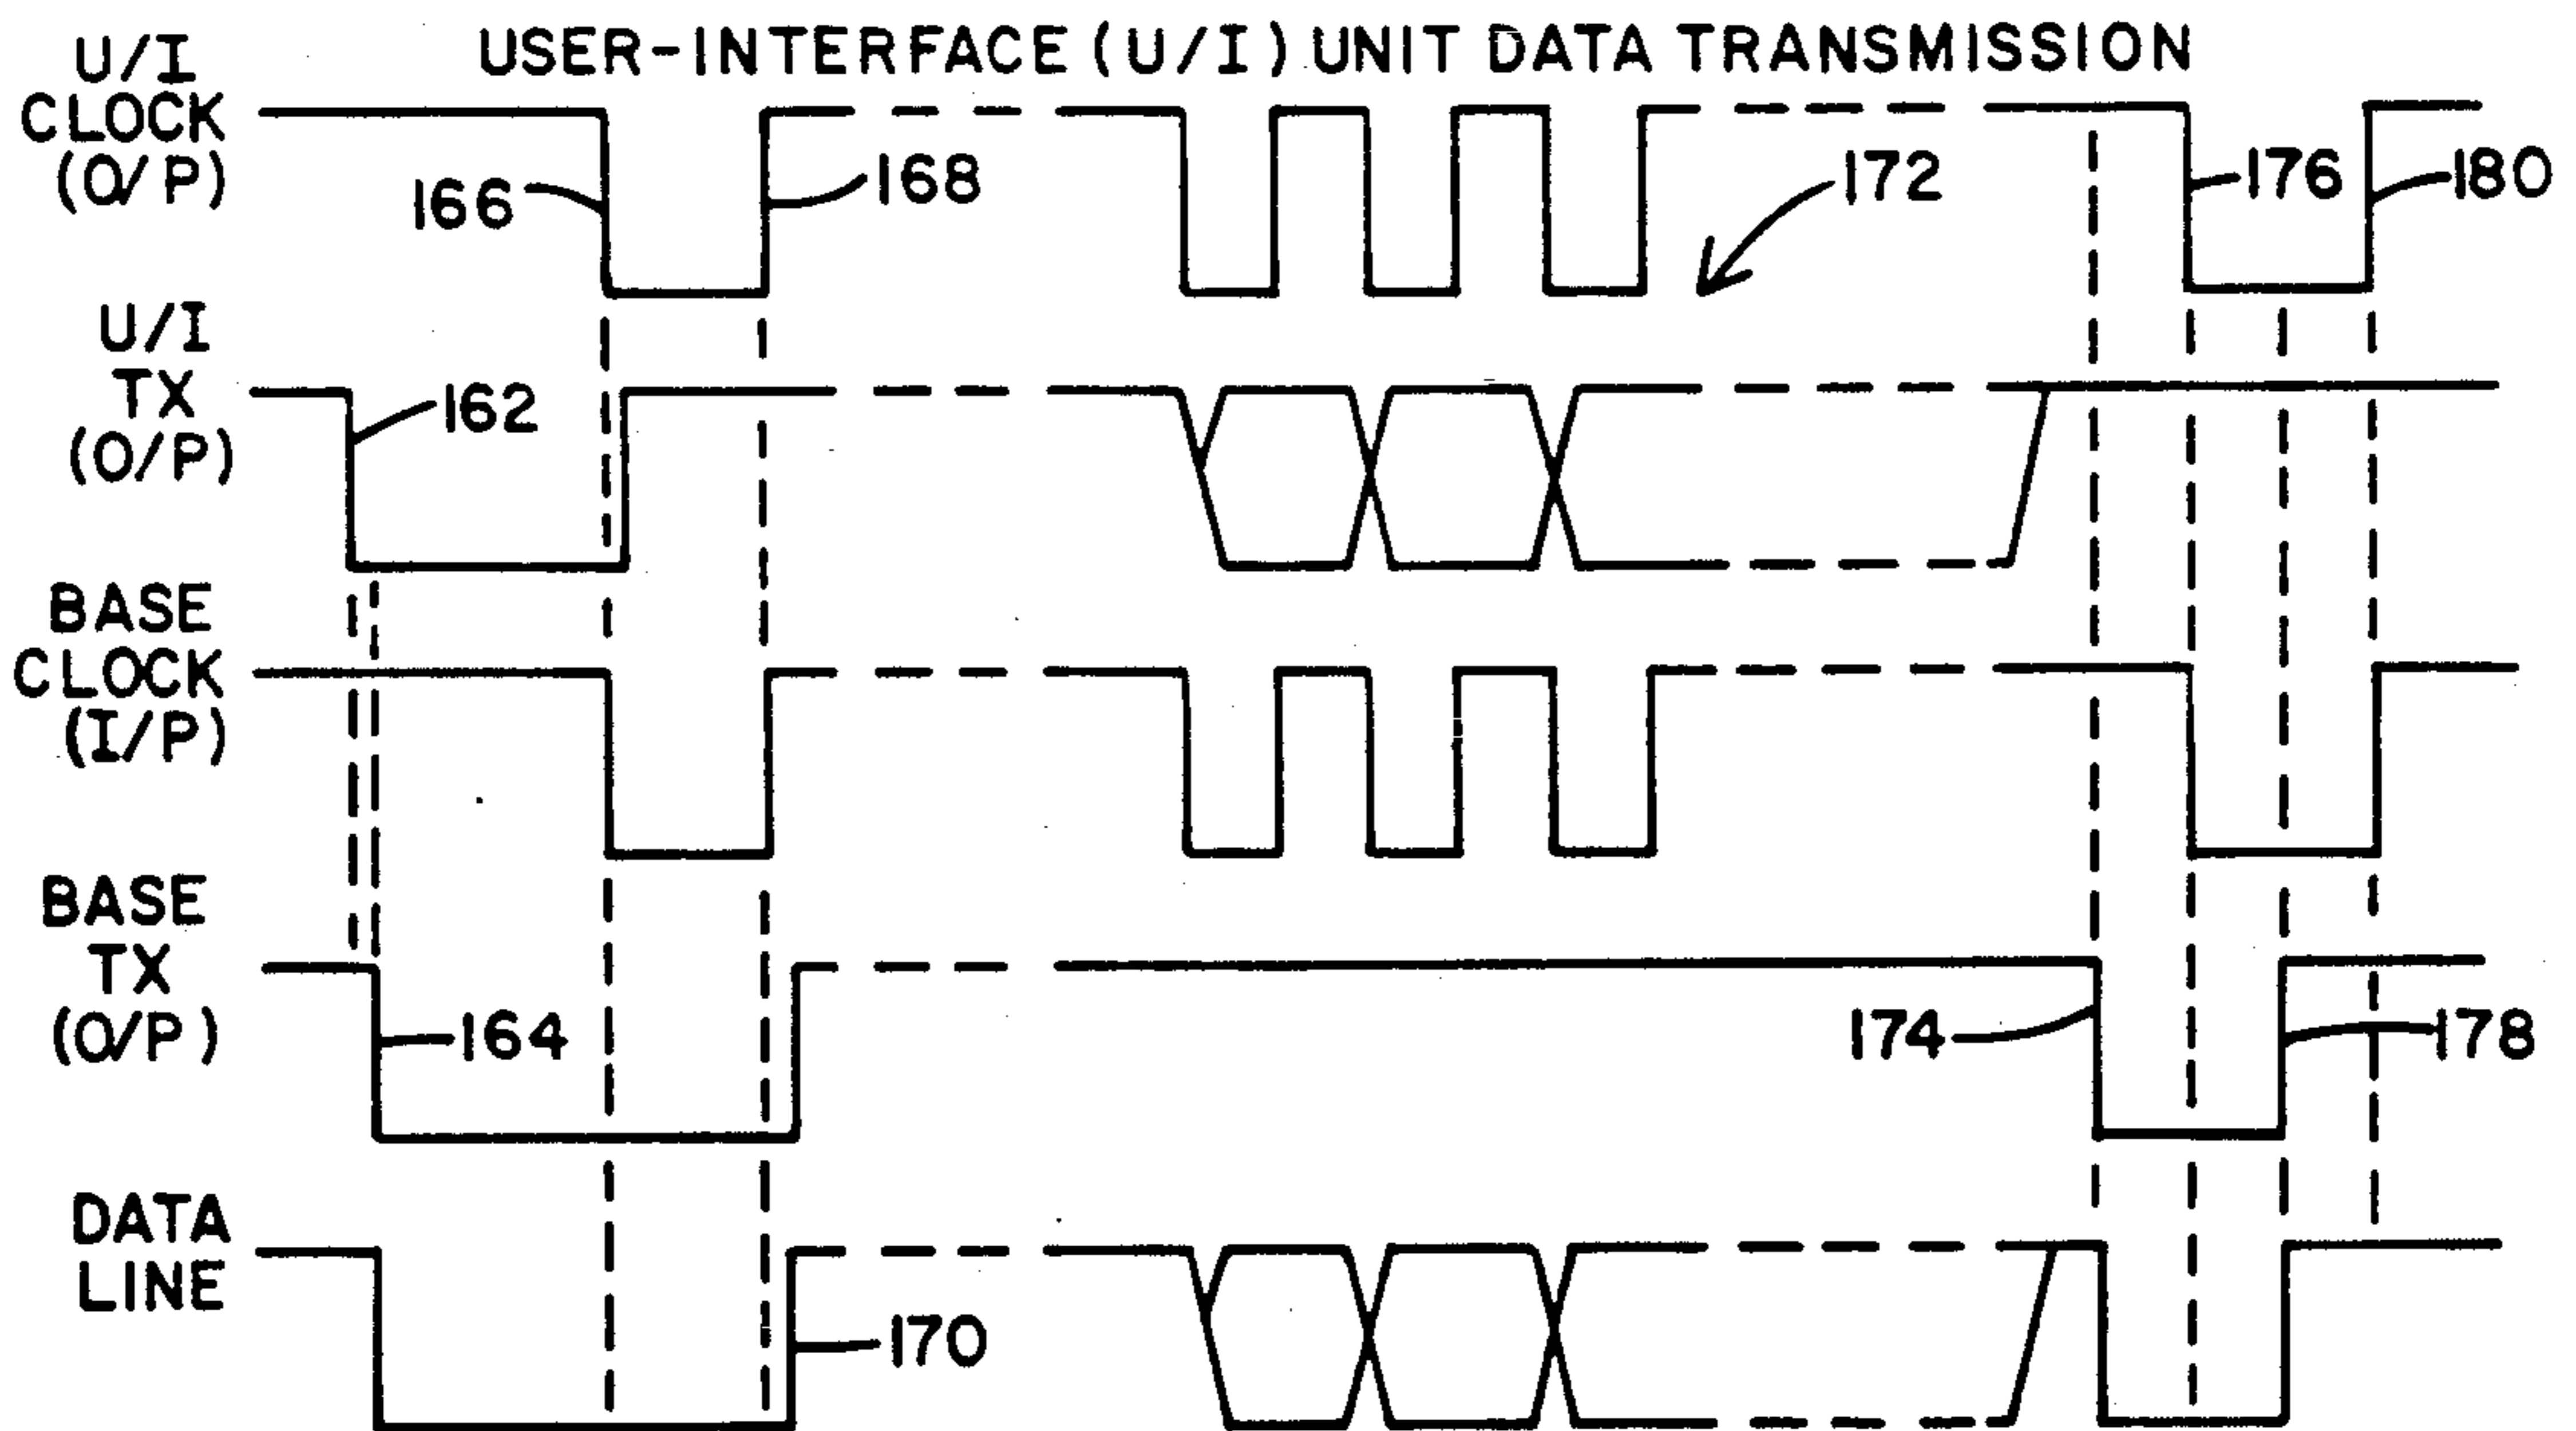 USER-INTERFACE (U/I) UNIT DATA TRANSMISSION
U/I
CLOCK
(O/P)
166
168
172
176
180
U/I
TX
(O/P)
162
BASE
CLOCK
(I/P)
BASE
TX
(O/P)
164
174
178
DATA
LINE
170